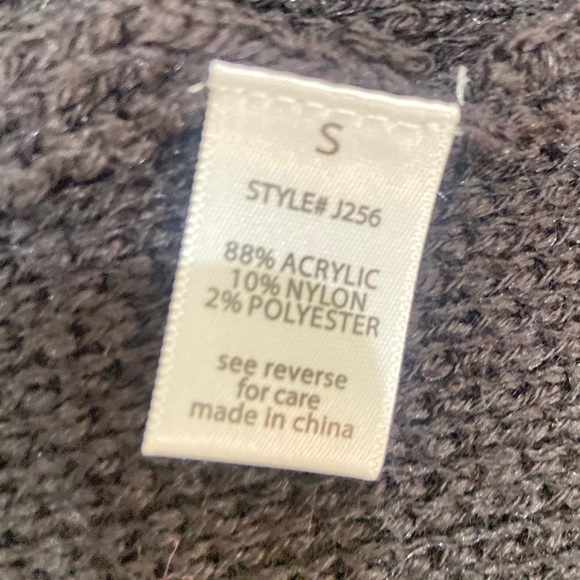 S
STYLE# J256
88% ACRYLIC
10% NYLON
2% POLYESTER
see reverse
for care
made in china